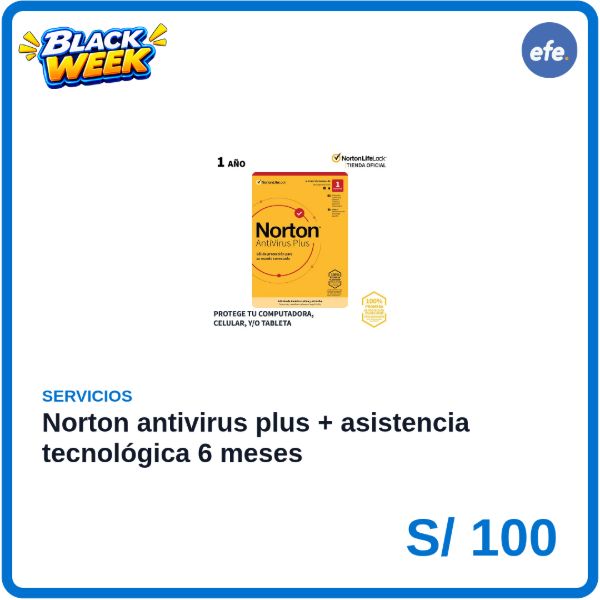 BLACK
WEEK
efe.
1 AÑO
NortonLifeLock
TIENDA OFICIAL
NortonLifeLock
1
Norton
AntiVirus Plus
PROTEGE TU COMPUTADORA,
CELULAR, Y/O TABLETA
100%
SERVICIOS
Norton antivirus plus + asistencia
tecnológica 6 meses
S/ 100